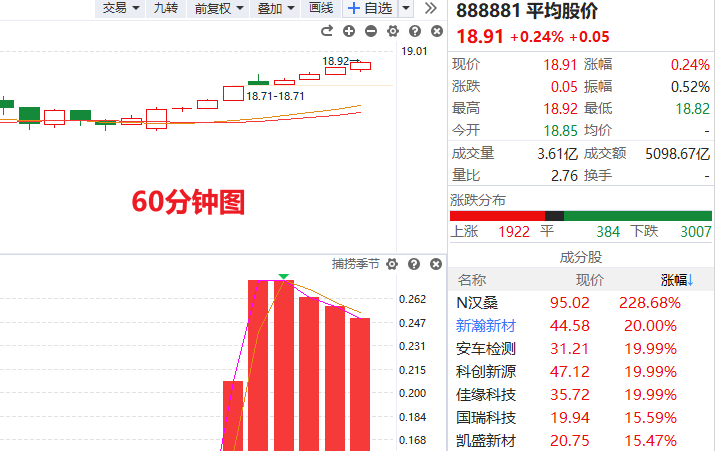 交易 九转 前复权 叠加 画线 自选
888881 平均股价
18.91 +0.24% +0.05
18.92
19.01
18.71-18.71
60分钟图
现价 18.91 涨幅 0.24%
涨跌 0.05 振幅 0.52%
最高 18.92 最低 18.82
今开 18.85 均价 -
成交量 3.61亿 成交额 5098.67亿
量比 2.76 换手 -
涨跌分布
上涨 1922 平 384 下跌 3007
成分股
名称 现价 涨幅↓
N汉桑 95.02 228.68%
新瀚新材 44.58 20.00%
安车检测 31.21 19.99%
科创新源 47.12 19.99%
佳缘科技 35.72 19.99%
国瑞科技 19.94 15.59%
凯盛新材 20.75 15.47%
捕捞季节
0.262
0.247
0.231
0.215
0.200
0.184
0.168